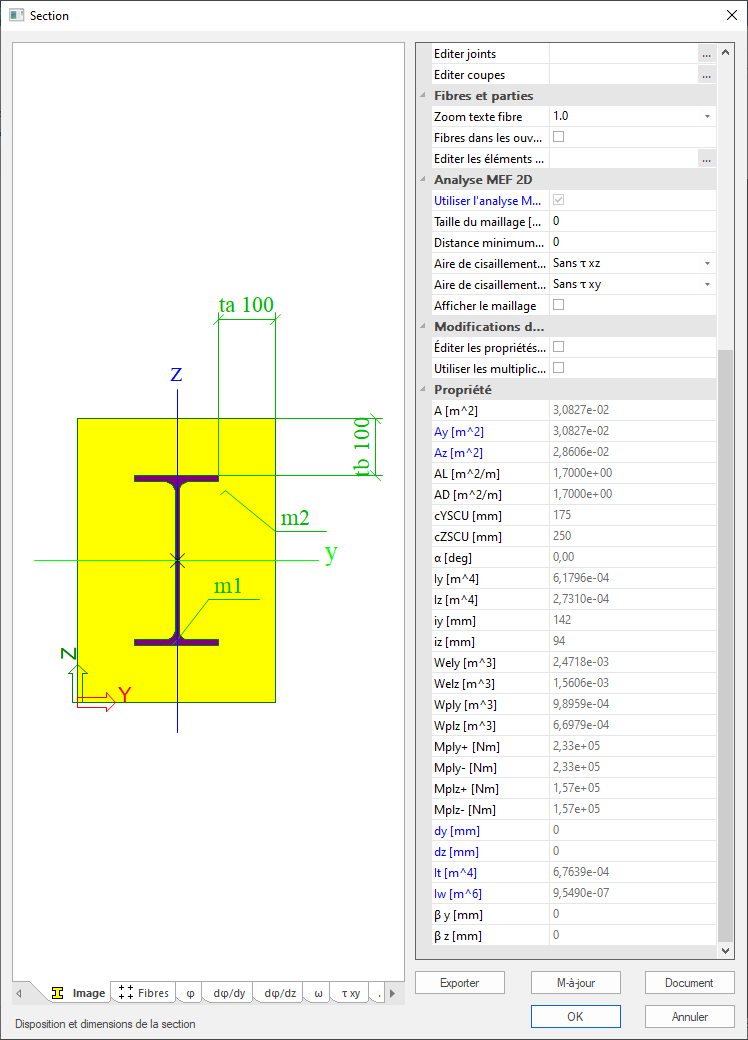 Section
ta 100
z
tb 100
m2
y
m1
Z
Y
Image
Fibres
φ
dφ/dy
dφ/dz
ω
τ xy
.
Disposition et dimensions de la section
Editer joints ...
Editer coupes ...
Fibres et parties
Zoom texte fibre 1.0
Fibres dans les ouv...
Editer les éléments ... ...
Analyse MEF 2D
Utiliser l'analyse M...
Taille du maillage [... 0
Distance minimum... 0
Aire de cisaillement... Sans τ xz
Aire de cisaillement... Sans τ xy
Afficher le maillage
Modifications d...
Éditer les propriétés...
Utiliser les multiplic...
Propriété
A [m^2] 3,0827e-02
Ay [m^2] 3,0827e-02
Az [m^2] 2,8606e-02
AL [m^2/m] 1,7000e+00
AD [m^2/m] 1,7000e+00
cYSCU [mm] 175
cZSCU [mm] 250
α [deg] 0,00
Iy [m^4] 6,1796e-04
Iz [m^4] 2,7310e-04
iy [mm] 142
iz [mm] 94
Wely [m^3] 2,4718e-03
Welz [m^3] 1,5606e-03
Wply [m^3] 9,8959e-04
Wplz [m^3] 6,6979e-04
Mply+ [Nm] 2,33e+05
Mply- [Nm] 2,33e+05
Mplz+ [Nm] 1,57e+05
Mplz- [Nm] 1,57e+05
dy [mm] 0
dz [mm] 0
It [m^4] 6,7639e-04
Iw [m^6] 9,5490e-07
β y [mm] 0
β z [mm] 0
Exporter
M-à-jour
Document
OK
Annuler